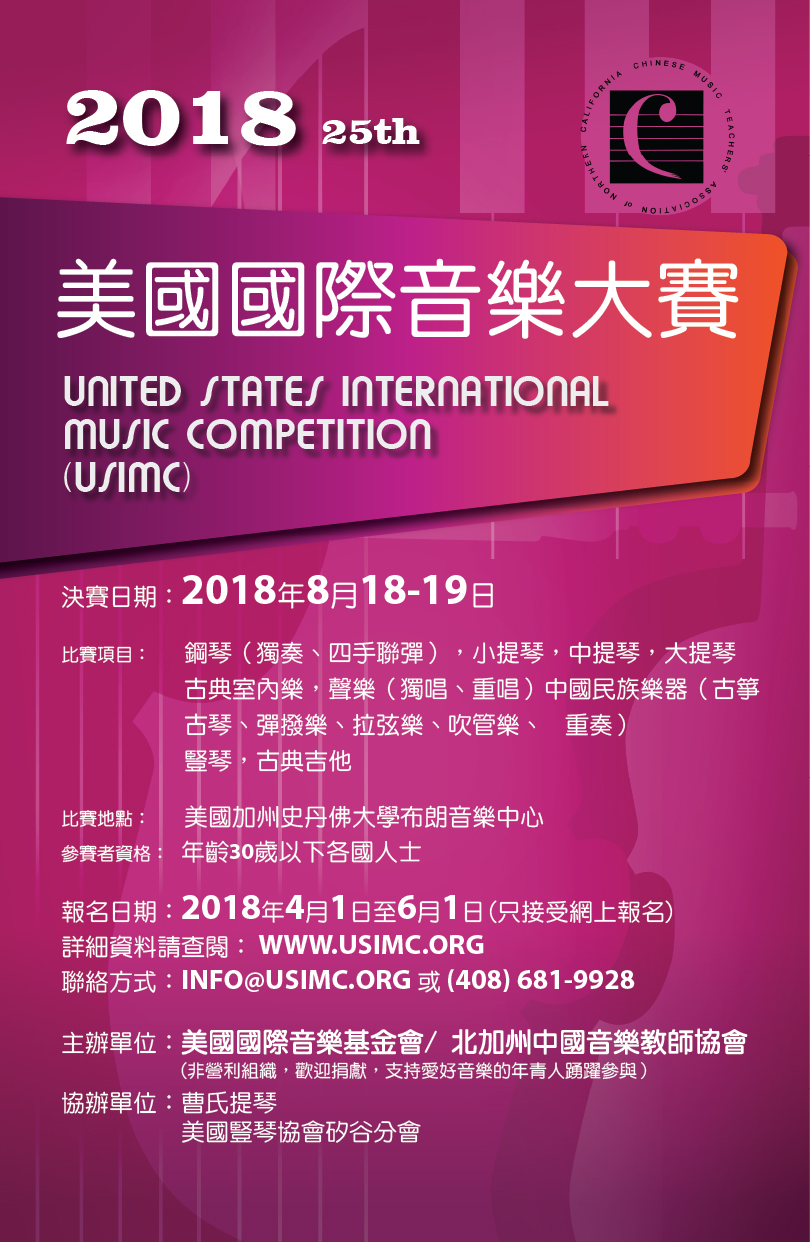 2018 25th
NORTHERN CALIFORNIA CHINESE MUSIC TEACHERS' ASSOCIATION of
美國國際音樂大賽
UNITED STATES INTERNATIONAL
MUSIC COMPETITION
(USIMC)
決賽日期：2018年8月18-19日
比賽項目： 鋼琴（獨奏、四手聯彈），小提琴，中提琴，大提琴
古典室內樂，聲樂（獨唱、重唱）中國民族樂器（古箏
古琴、彈撥樂、拉弦樂、吹管樂、 重奏）
豎琴，古典吉他
比賽地點： 美國加州史丹佛大學布朗音樂中心
參賽者資格： 年齡30歲以下各國人士
報名日期：2018年4月1日至6月1日(只接受網上報名)
詳細資料請查閱： WWW.USIMC.ORG
聯絡方式：INFO@USIMC.ORG 或 (408) 681-9928
主辦單位：美國國際音樂基金會/ 北加州中國音樂教師協會
(非營利組織，歡迎捐獻，支持愛好音樂的年青人踴躍參與）
協辦單位：曹氏提琴
美國豎琴協會矽谷分會